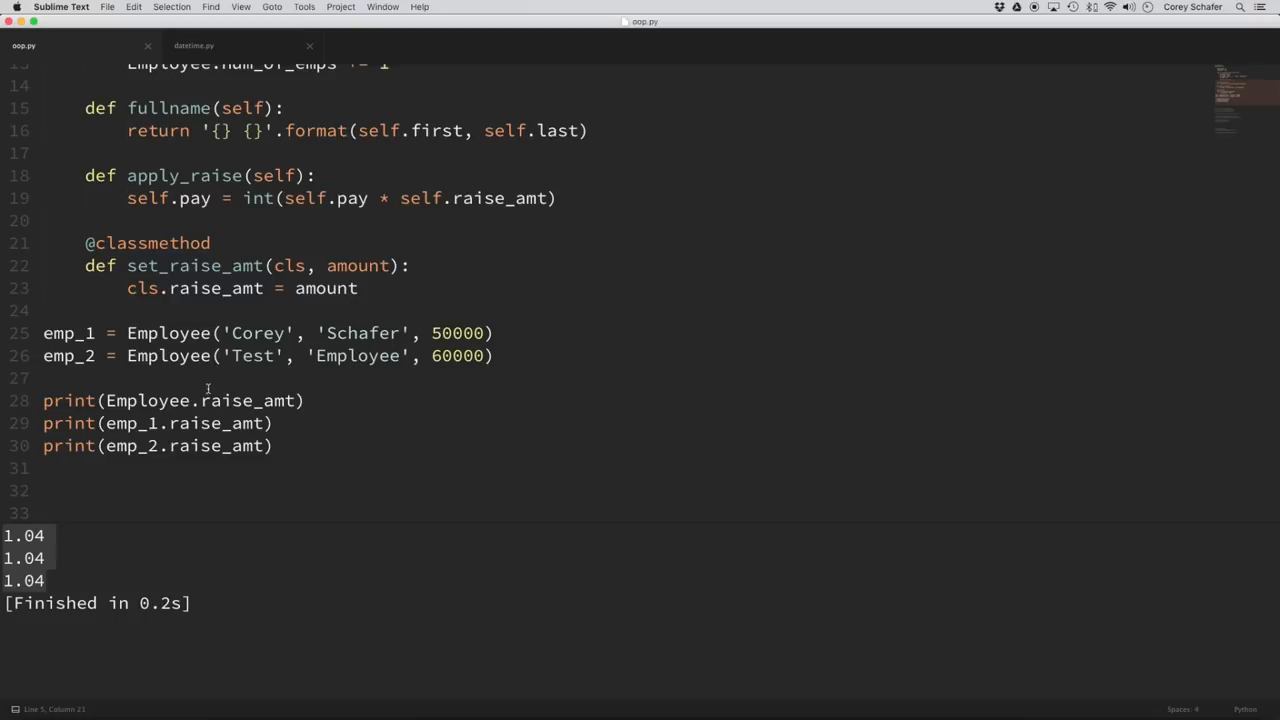 Sublime Text File Edit Selection Find View Goto Tools Project Window Help Corey Schafer
oop.py
oop.py datetime.py
13 Employee.num_of_emps += 1
14
15 def fullname(self):
16 return '{} {}'.format(self.first, self.last)
17
18 def apply_raise(self):
19 self.pay = int(self.pay * self.raise_amt)
20
21 @classmethod
22 def set_raise_amt(cls, amount):
23 cls.raise_amt = amount
24
25 emp_1 = Employee('Corey', 'Schafer', 50000)
26 emp_2 = Employee('Test', 'Employee', 60000)
27
28 print(Employee.raise_amt)
29 print(emp_1.raise_amt)
30 print(emp_2.raise_amt)
31
32
33
1.04
1.04
1.04
[Finished in 0.2s]
Line 5, Column 21 Spaces: 4 Python